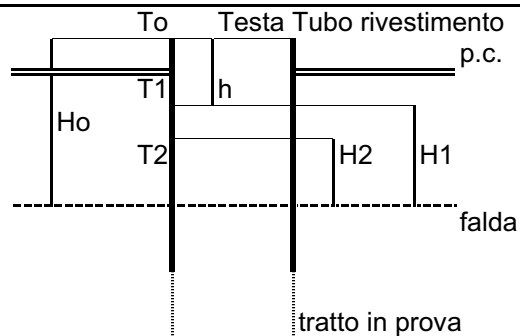 To Testa Tubo rivestimento
p.c.
T1 h
Ho
T2 H2 H1
falda
tratto in prova